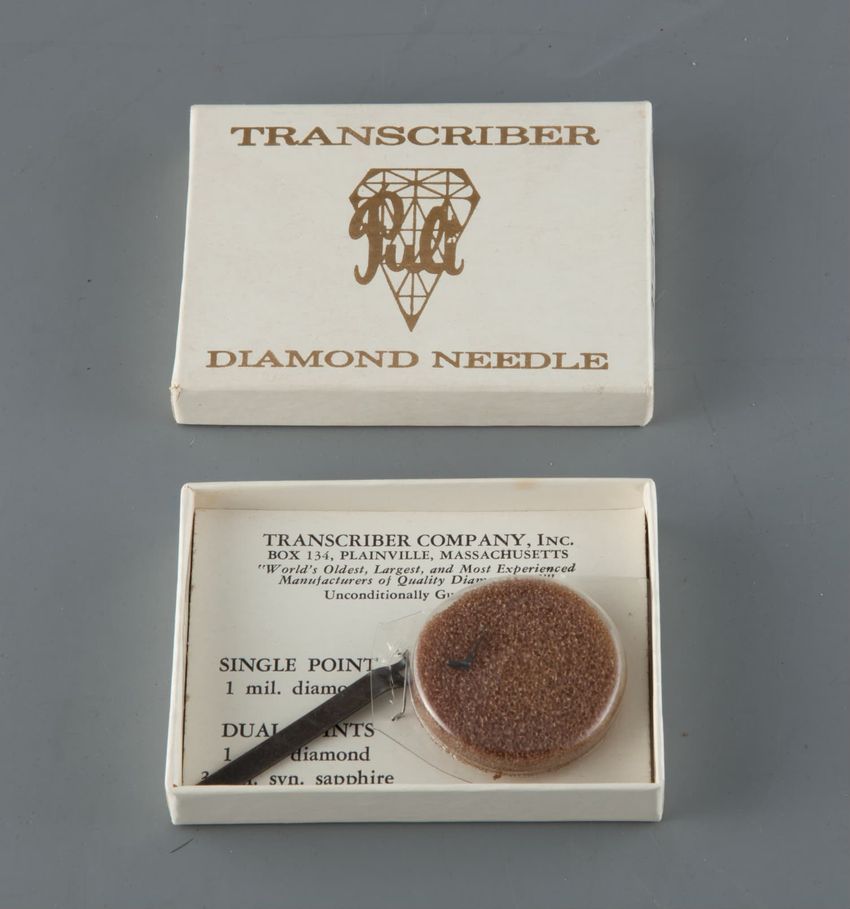 TRANSCRIBER
Puli
DIAMOND NEEDLE
TRANSCRIBER COMPANY, INC.
BOX 134, PLAINVILLE, MASSACHUSETTS
"World's Oldest, Largest, and Most Experienced
Manufacturers of Quality
Unconditionally
SINGLE POINT
1 mil.
DUAL
1 diamond
syn. sapphire